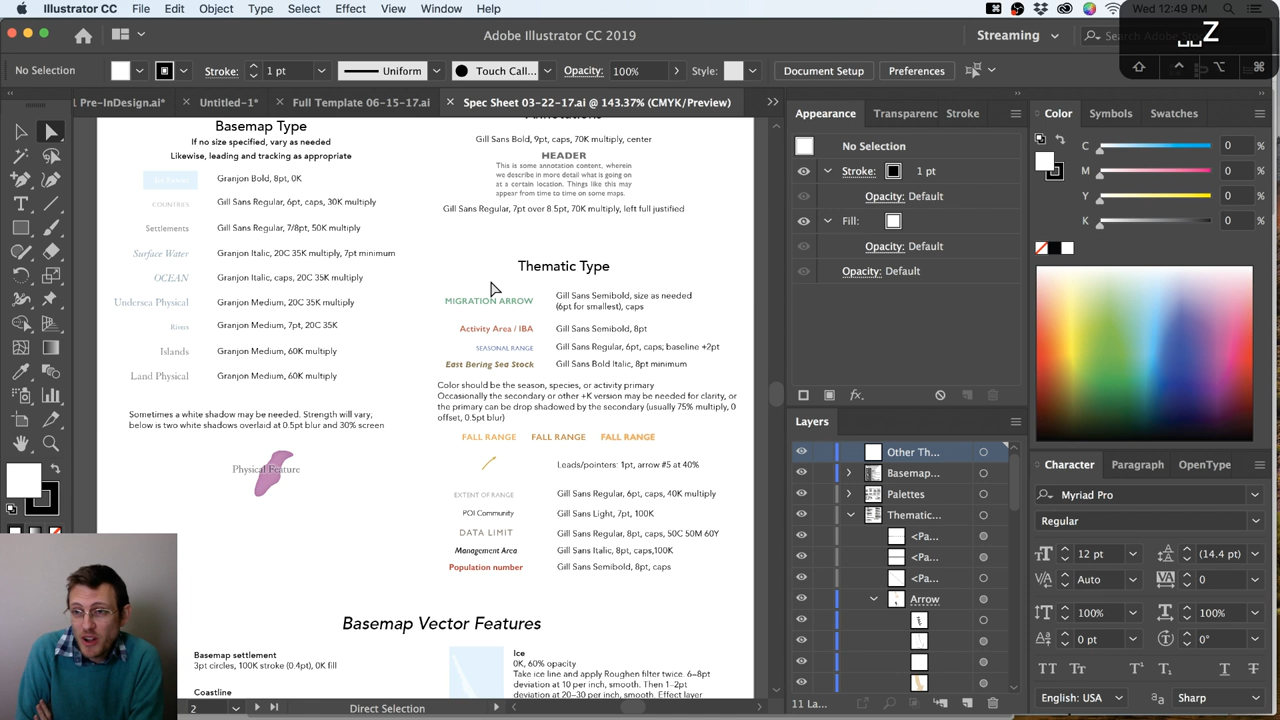 Illustrator CC File Edit Object Type Select Effect View Window Help Wed 12:49 PM
␣␣Z
Adobe Illustrator CC 2019 Streaming Search Adobe Stock
No Selection Stroke: 1 pt Uniform Touch Call... Opacity: 100% Style: Document Setup Preferences
Pre-InDesign.ai* × Untitled-1* × Full Template 06-15-17.ai × Spec Sheet 03-22-17.ai @ 143.37% (CMYK/Preview)
Basemap Type
If no size specified, vary as needed
Likewise, leading and tracking as appropriate
Granjon Bold, 8pt, 0K
COUNTRIES Gill Sans Regular, 6pt, caps, 30K multiply
Settlements Gill Sans Regular, 7/8pt, 50K multiply
Surface Water Granjon Italic, 20C 35K multiply, 7pt minimum
OCEAN Granjon Italic, caps, 20C 35K multiply
Undersea Physical Granjon Medium, 20C 35K multiply
Rivers Granjon Medium, 7pt, 20C 35K
Islands Granjon Medium, 60K multiply
Land Physical Granjon Medium, 60K multiply
Sometimes a white shadow may be needed. Strength will vary,
below is two white shadows overlaid at 0.5pt blur and 30% screen
Physical Feature
Annotations
Gill Sans Bold, 9pt, caps, 70K multiply, center
HEADER
This is some annotation content, wherein
we describe in more detail what is going on
at a certain location. Things like this may
appear from time to time on some maps.
Gill Sans Regular, 7pt over 8.5pt, 70K multiply, left full justified
Thematic Type
MIGRATION ARROW Gill Sans Semibold, size as needed
(6pt for smallest), caps
Activity Area / IBA Gill Sans Semibold, 8pt
SEASONAL RANGE Gill Sans Regular, 6pt, caps; baseline +2pt
East Bering Sea Stock Gill Sans Bold Italic, 8pt minimum
Color should be the season, species, or activity primary
Occasionally the secondary or other +K version may be needed for clarity, or
the primary can be drop shadowed by the secondary (usually 75% multiply, 0
offset, 0.5pt blur)
FALL RANGE FALL RANGE FALL RANGE
Leads/pointers: 1pt, arrow #5 at 40%
EXTENT OF RANGE Gill Sans Regular, 6pt, caps, 40K multiply
POI Community Gill Sans Light, 7pt, 100K
DATA LIMIT Gill Sans Regular, 8pt, caps, 50C 50M 60Y
Management Area Gill Sans Italic, 8pt, caps,100K
Population number Gill Sans Semibold, 8pt, caps
Basemap Vector Features
Basemap settlement
3pt circles, 100K stroke (0.4pt), 0K fill
Coastline
Ice
0K, 60% opacity
Take ice line and apply Roughen filter twice. 6–8pt
deviation at 10 per inch, smooth. Then 1–2pt
deviation at 20–30 per inch, smooth. Effect layer
2 Direct Selection
Appearance Transparenc Stroke
No Selection
Stroke: 1 pt
Opacity: Default
Fill:
Opacity: Default
Opacity: Default
fx.
Layers
Other Th...
Basemap...
Palettes
Thematic...
<Pa...
<Pa...
<Pa...
Arrow
11 La...
Color Symbols Swatches
C 0 %
M 0 %
Y 0 %
K 0 %
Character Paragraph OpenType
Myriad Pro
Regular
12 pt (14.4 pt)
Auto 0
100% 100%
0 pt 0°
TT Tr T¹ T₁ T T
English: USA aa Sharp